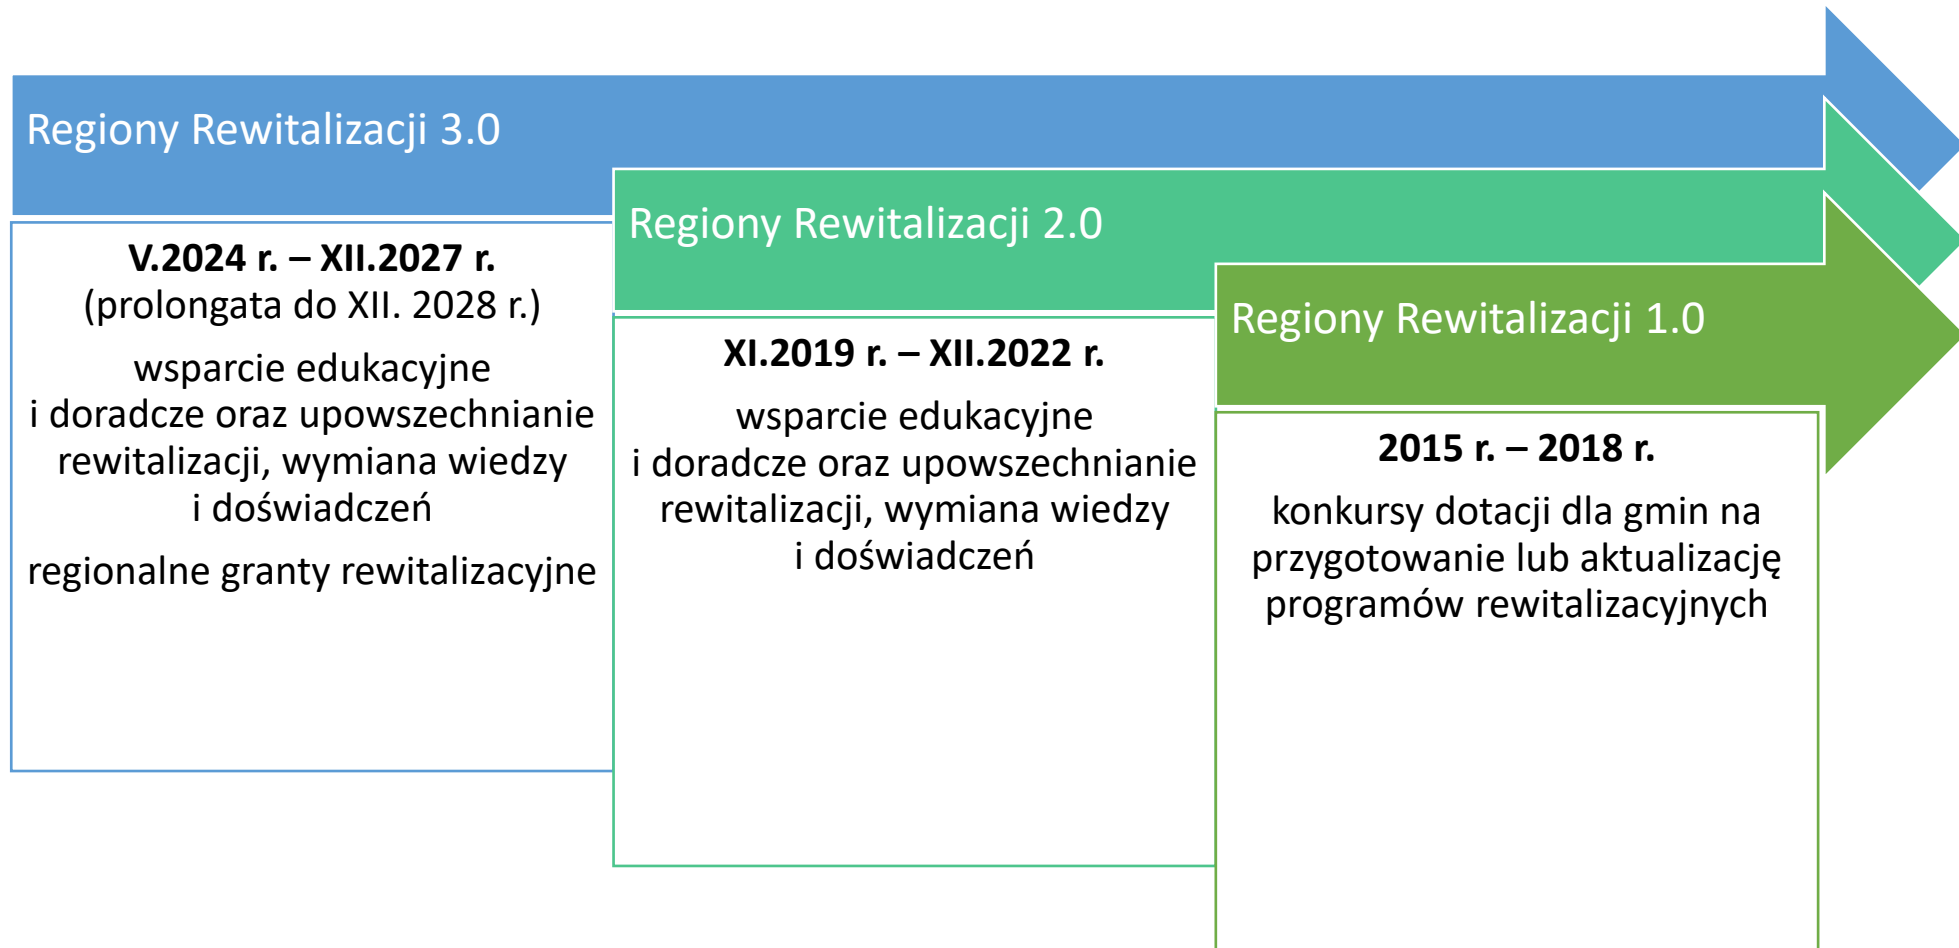 Regiony Rewitalizacji 3.0
V.2024 r. – XII.2027 r.
(prolongata do XII. 2028 r.)
wsparcie edukacyjne
i doradcze oraz upowszechnianie
rewitalizacji, wymiana wiedzy
i doświadczeń
regionalne granty rewitalizacyjne
Regiony Rewitalizacji 2.0
XI.2019 r. – XII.2022 r.
wsparcie edukacyjne
i doradcze oraz upowszechnianie
rewitalizacji, wymiana wiedzy
i doświadczeń
Regiony Rewitalizacji 1.0
2015 r. – 2018 r.
konkursy dotacji dla gmin na
przygotowanie lub aktualizację
programów rewitalizacyjnych